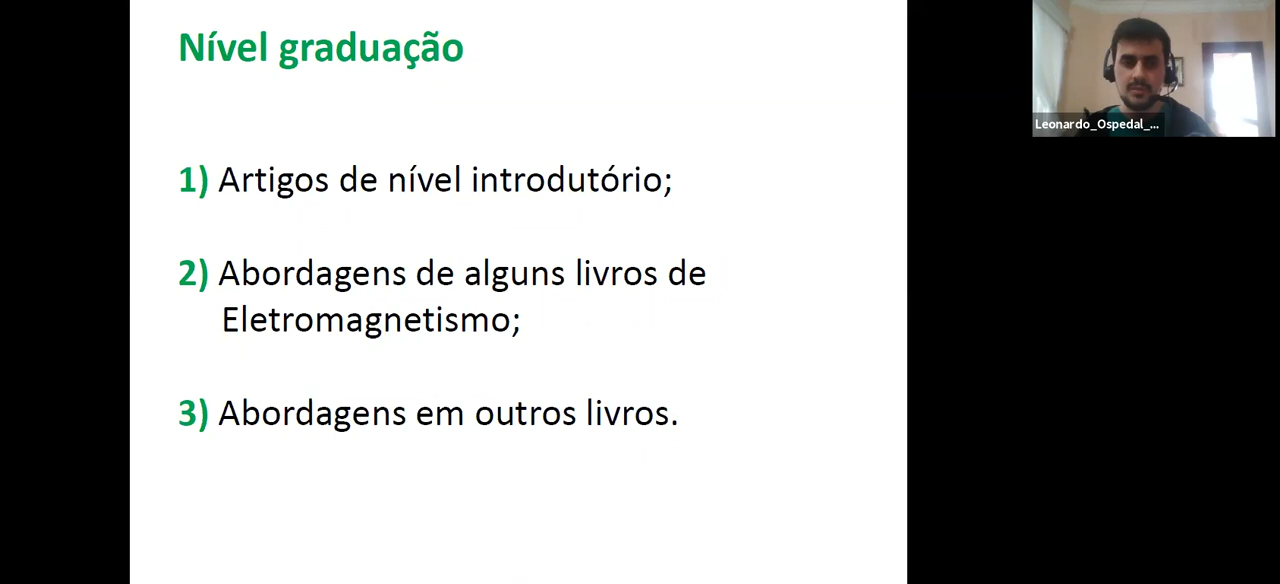 Nível graduação
1) Artigos de nível introdutório;
2) Abordagens de alguns livros de
Eletromagnetismo;
3) Abordagens em outros livros.
Leonardo_Ospedal_...